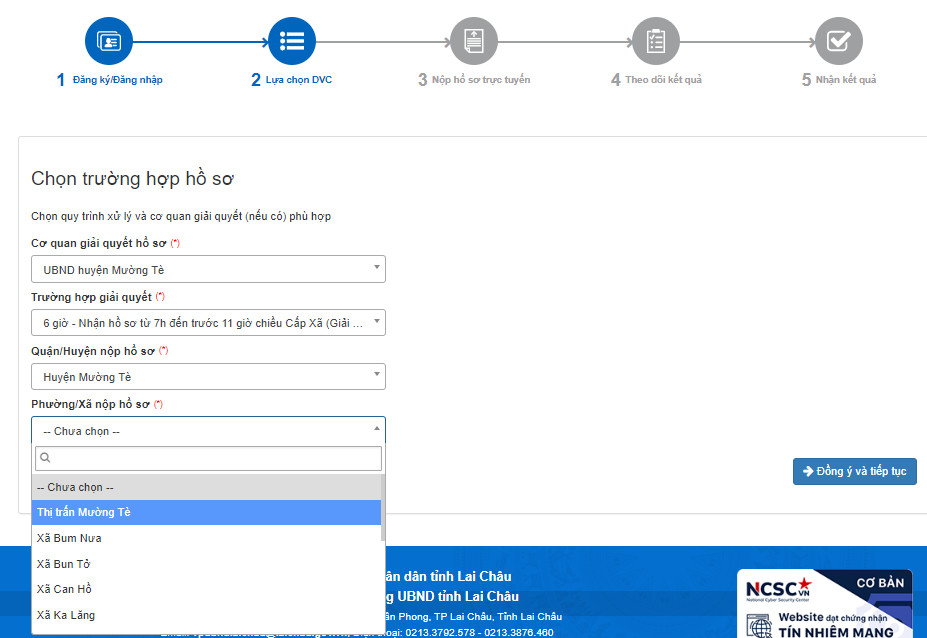 1 Đăng ký/Đăng nhập
2 Lựa chọn DVC
3 Nộp hồ sơ trực tuyến
4 Theo dõi kết quả
5 Nhận kết quả
Chọn trường hợp hồ sơ
Chọn quy trình xử lý và cơ quan giải quyết (nếu có) phù hợp
Cơ quan giải quyết hồ sơ (*)
UBND huyện Mường Tè
Trường hợp giải quyết (*)
6 giờ - Nhận hồ sơ từ 7h đến trước 11 giờ chiều Cấp Xã (Giải ...
Quận/Huyện nộp hồ sơ (*)
Huyện Mường Tè
Phường/Xã nộp hồ sơ (*)
-- Chưa chọn --
-- Chưa chọn --
Thị trấn Mường Tè
Xã Bum Nưa
Xã Bun Tở
Xã Can Hồ
Xã Ka Lăng
Đồng ý và tiếp tục
dân tỉnh Lai Châu
UBND tỉnh Lai Châu
Phong, TP Lai Châu, Tỉnh Lai Châu
0213.3792.578 - 0213.3876.460
NCSC.VN
National Cyber Security Center
CƠ BẢN
Website đạt chứng nhận
TÍN NHIỆM MẠNG